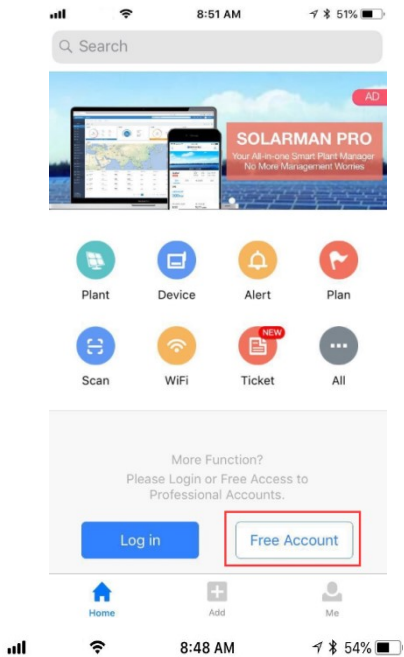 8:51 AM 51%
Search
AD
SOLARMAN PRO
Your All-in-one Smart Plant Manager
No More Management Worries
Plant Device Alert Plan
NEW
Scan WiFi Ticket All
More Function?
Please Login or Free Access to
Professional Accounts.
Log in Free Account
Home Add Me
8:48 AM 54%